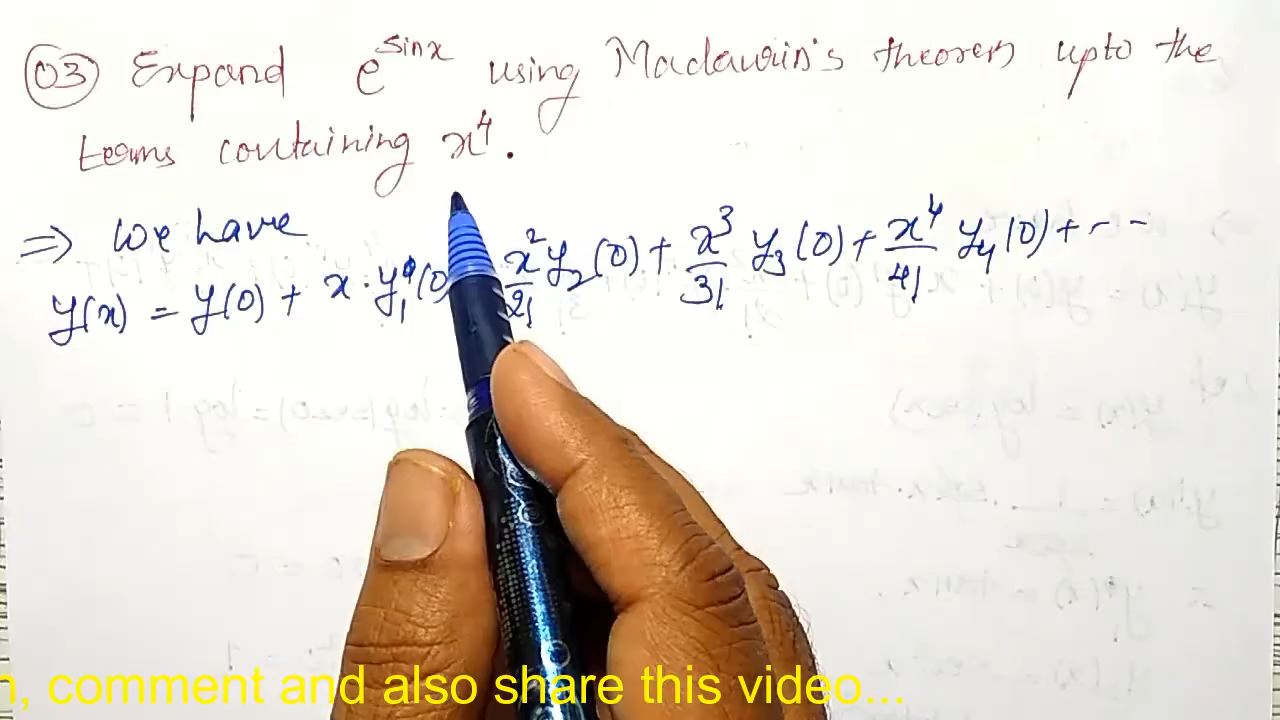 03 Expand e^sinx using Maclaurin's theorem upto the
terms containing x^4.
⇒ We have
y(x) = y(0) + x·y₁(0) x²/2! y₂(0) + x³/3! y₃(0) + x⁴/4! y₄(0) + ---
, comment and also share this video...